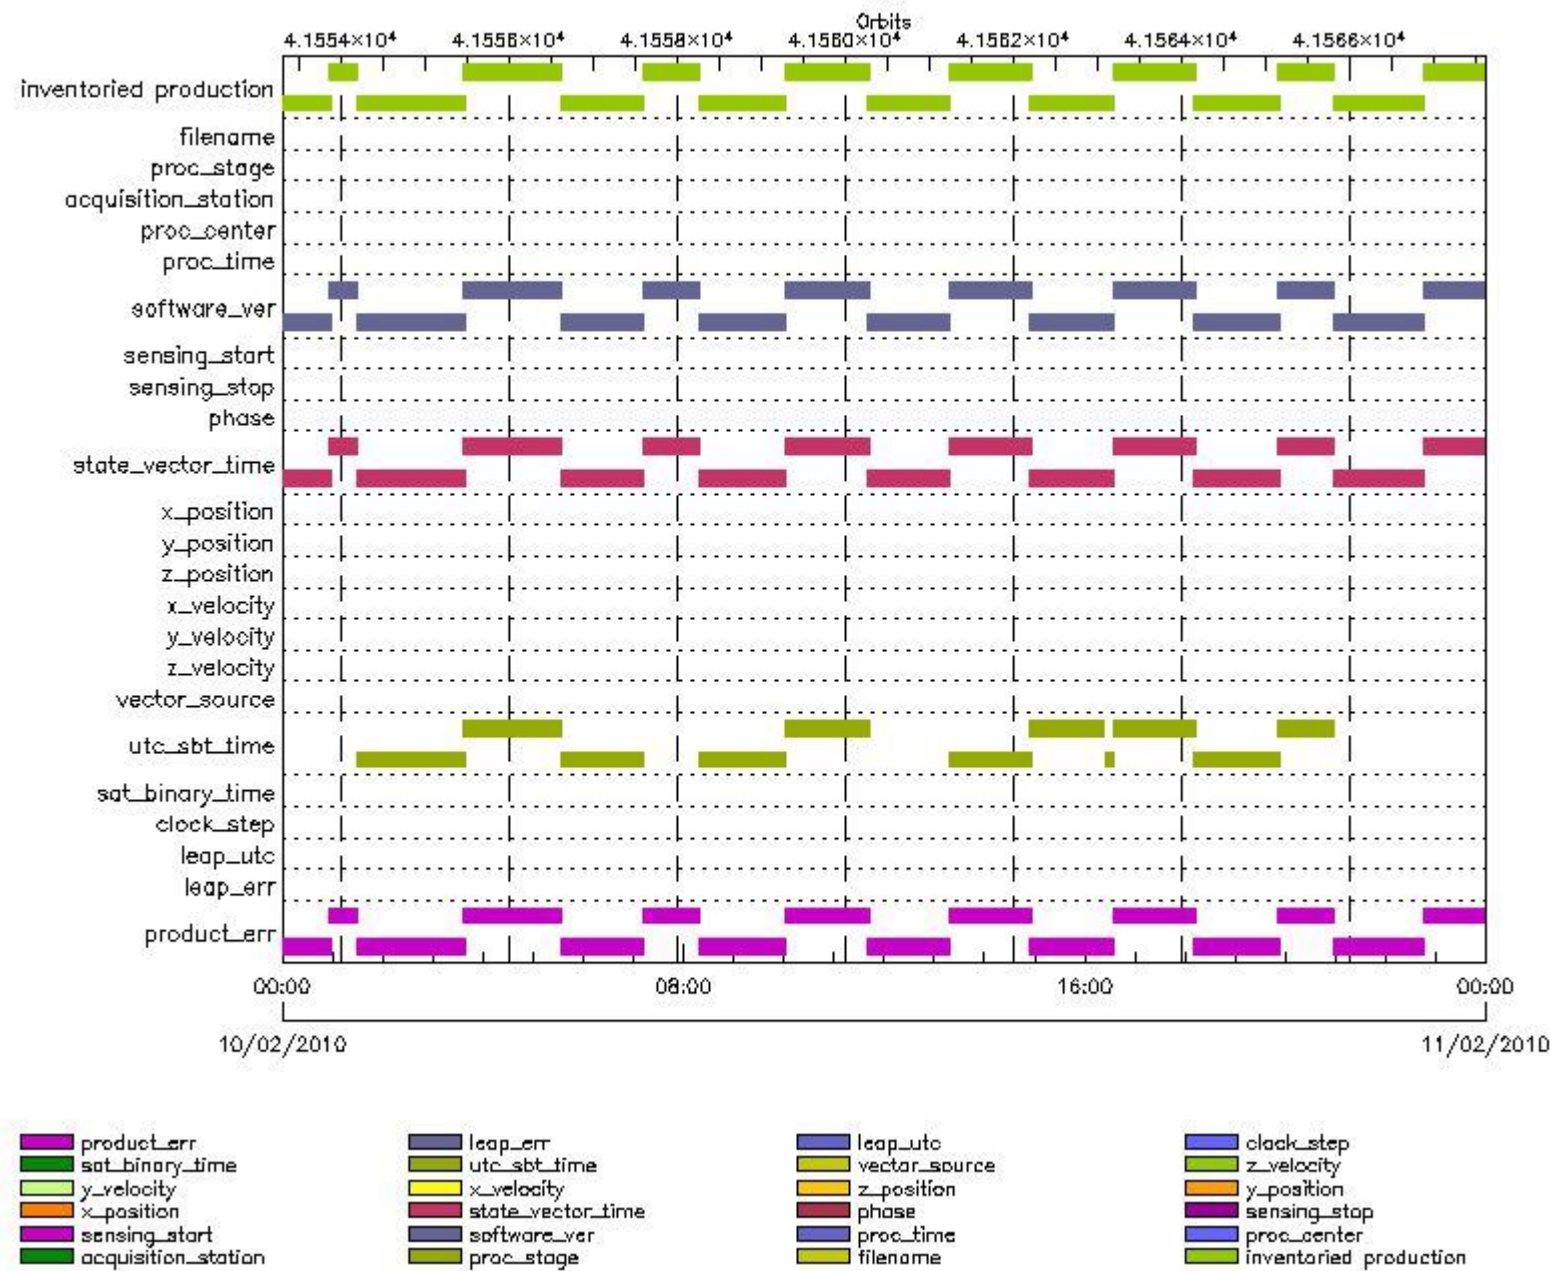 Orbits
4.1554×10⁴ 4.1556×10⁴ 4.1558×10⁴ 4.1560×10⁴ 4.1562×10⁴ 4.1564×10⁴ 4.1566×10⁴
inventoried production
filename
proc_stage
acquisition_station
proc_center
proc_time
software_ver
sensing_start
sensing_stop
phase
state_vector_time
x_position
y_position
z_position
x_velocity
y_velocity
z_velocity
vector_source
utc_sbt_time
sat_binary_time
clock_step
leap_utc
leap_err
product_err
00:00 08:00 16:00 00:00
10/02/2010 11/02/2010
product_err leap_err leap_utc clock_step
sat_binary_time utc_sbt_time vector_source z_velocity
y_velocity x_velocity z_position y_position
x_position state_vector_time phase sensing_stop
sensing_start software_ver proc_time proc_center
acquisition_station proc_stage filename inventoried production